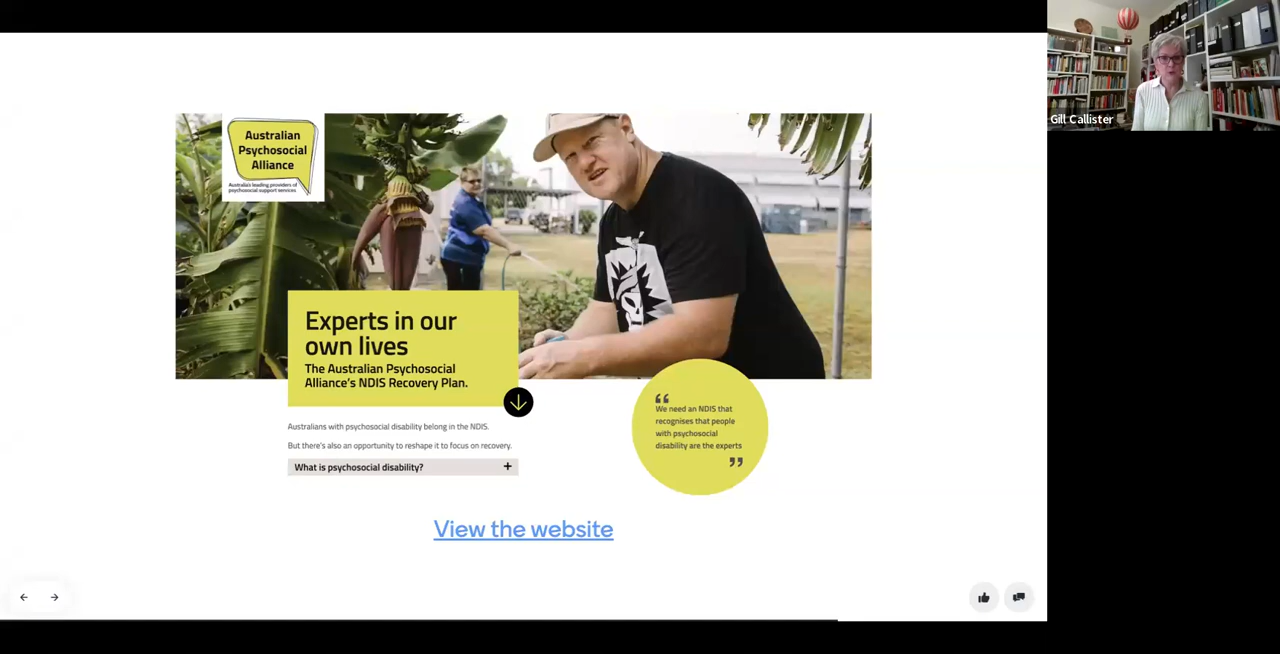 Australian
Psychosocial
Alliance
Australia's leading providers of
psychosocial support services
Experts in our
own lives
The Australian Psychosocial
Alliance's NDIS Recovery Plan.
Australians with psychosocial disability belong in the NDIS.
But there's also an opportunity to reshape it to focus on recovery.
What is psychosocial disability? +
“
We need an NDIS that
recognises that people
with psychosocial
disability are the experts
”
View the website
Gill Callister